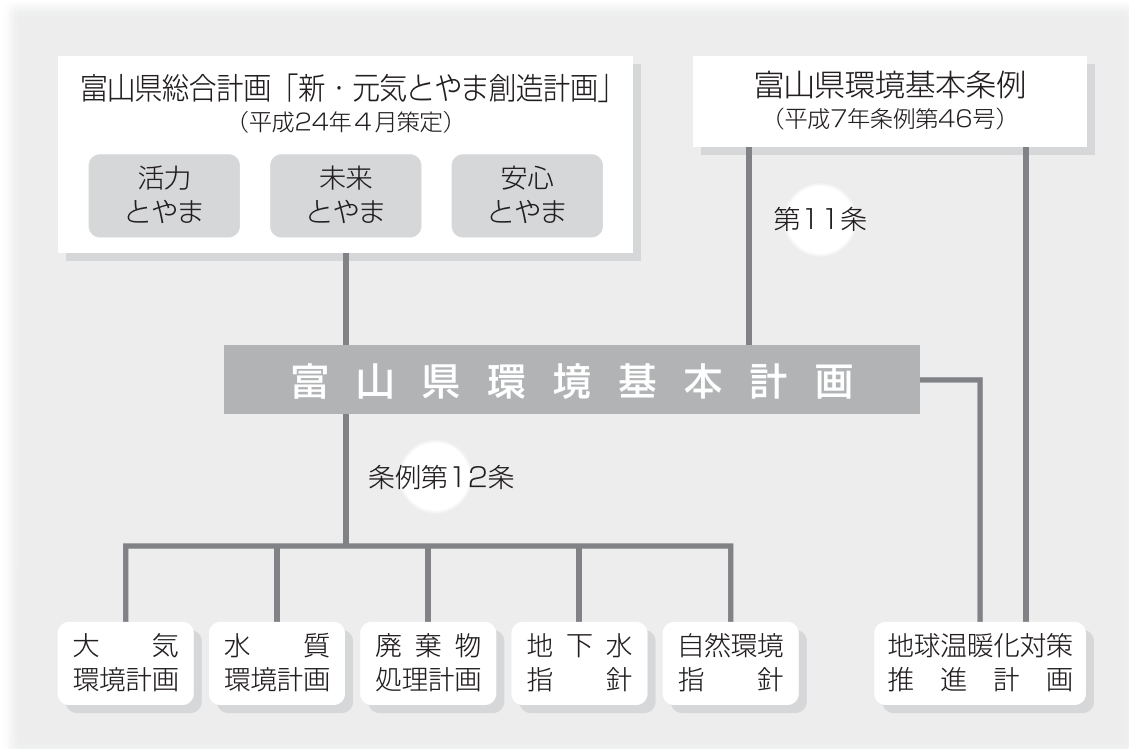 富山県総合計画「新・元気とやま創造計画」
（平成24年４月策定）
活力
とやま
未来
とやま
安心
とやま
富山県環境基本条例
（平成7年条例第46号）
第11条
富山県環境基本計画
条例第12条
大気
環境計画
水質
環境計画
廃棄物
処理計画
地下水
指針
自然環境
指針
地球温暖化対策
推進計画